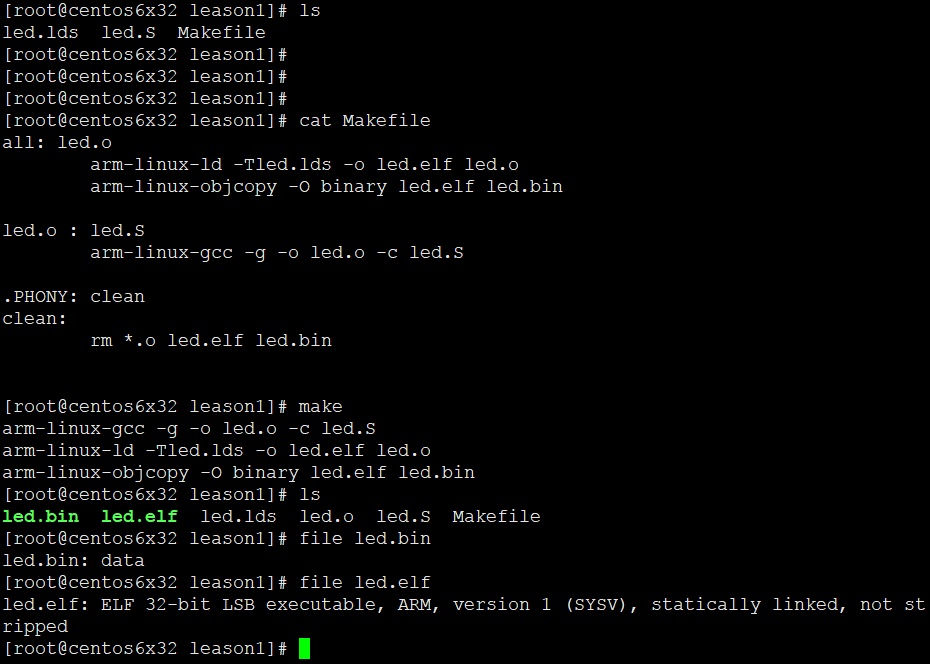 [root@centos6x32 leason1]# ls
led.lds  led.S  Makefile
[root@centos6x32 leason1]#
[root@centos6x32 leason1]#
[root@centos6x32 leason1]#
[root@centos6x32 leason1]# cat Makefile
all: led.o
        arm-linux-ld -Tled.lds -o led.elf led.o
        arm-linux-objcopy -O binary led.elf led.bin

led.o : led.S
        arm-linux-gcc -g -o led.o -c led.S

.PHONY: clean
clean:
        rm *.o led.elf led.bin


[root@centos6x32 leason1]# make
arm-linux-gcc -g -o led.o -c led.S
arm-linux-ld -Tled.lds -o led.elf led.o
arm-linux-objcopy -O binary led.elf led.bin
[root@centos6x32 leason1]# ls
led.bin  led.elf  led.lds  led.o  led.S  Makefile
[root@centos6x32 leason1]# file led.bin
led.bin: data
[root@centos6x32 leason1]# file led.elf
led.elf: ELF 32-bit LSB executable, ARM, version 1 (SYSV), statically linked, not st
ripped
[root@centos6x32 leason1]#